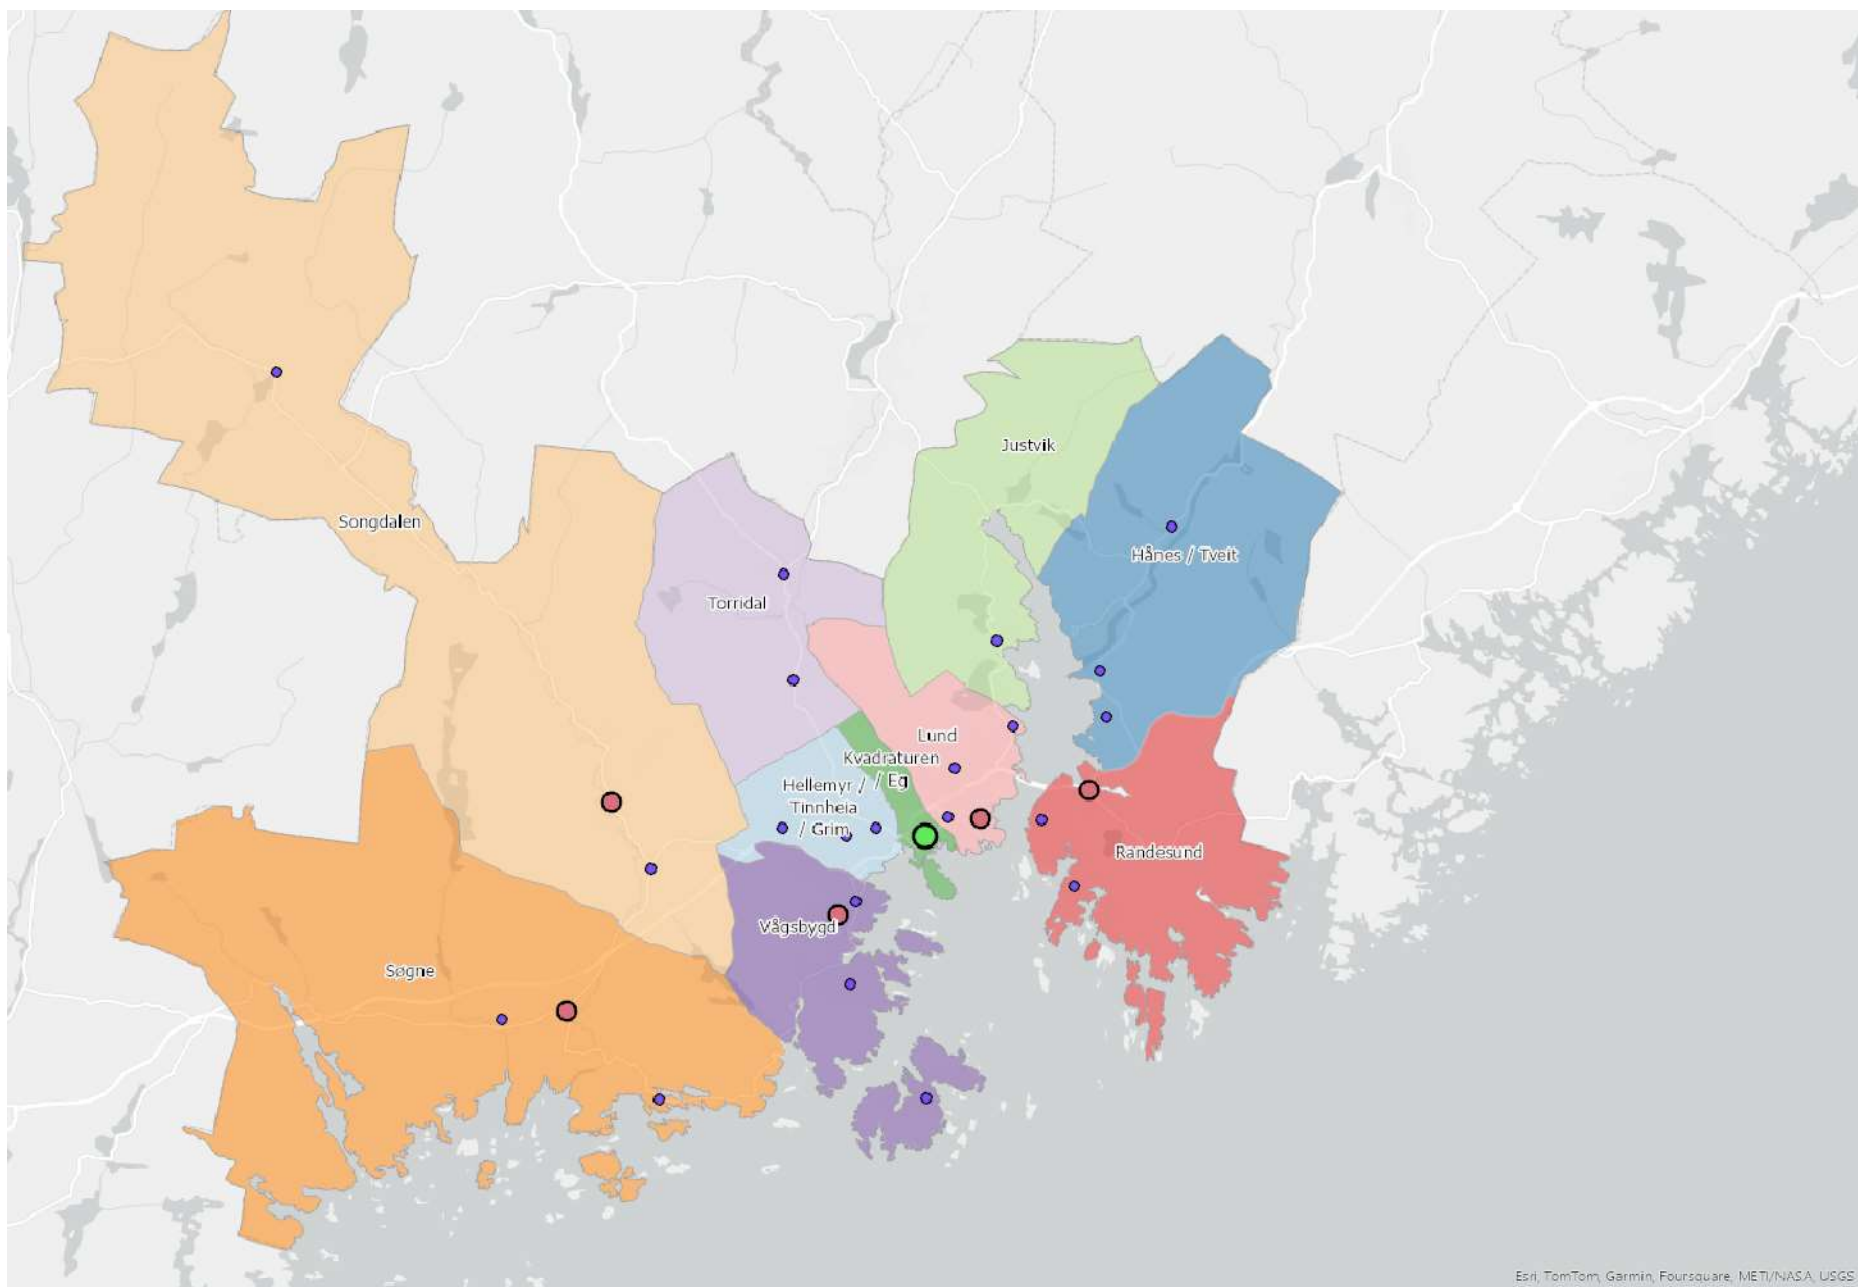 Justvik
Songdalen
Hånes / Tveit
Torridal
Lund
Kvadraturen
/ Eg
Hellemyr /
Tinnheia
/ Grim
Randesund
Vågsbygd
Søgne
Esri, TomTom, Garmin, Foursquare, METI/NASA, USGS